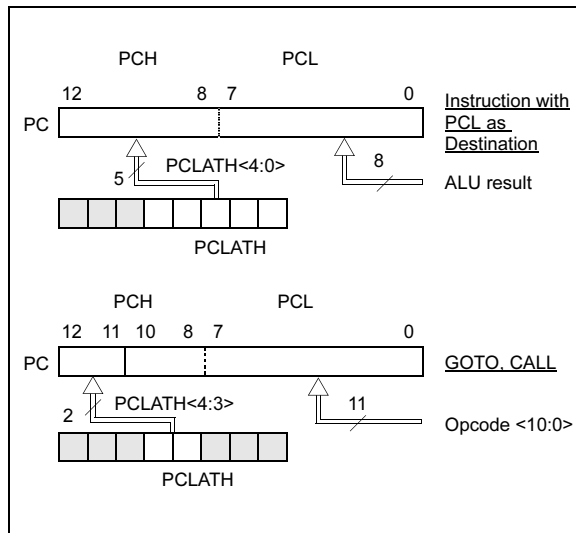 PCH PCL
12 8 7 0
PC
Instruction with
PCL as
Destination
5 PCLATH<4:0>
8
ALU result
PCLATH
PCH PCL
12 11 10 8 7 0
PC
GOTO, CALL
2 PCLATH<4:3>
11
Opcode <10:0>
PCLATH